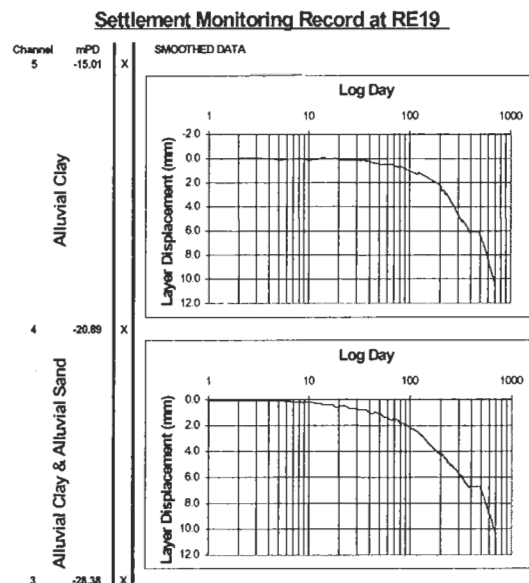 Settlement Monitoring Record at RE19
Channel mPD SMOOTHED DATA
5 -15.01 X
Log Day
1 10 100 1000
-2.0
0.0
2.0
4.0
6.0
8.0
10.0
12.0
Layer Displacement (mm)
Alluvial Clay
4 -20.89 X
Log Day
1 10 100 1000
0.0
2.0
4.0
6.0
8.0
10.0
12.0
Layer Displacement (mm)
Alluvial Clay & Alluvial Sand
3 -28.38 X